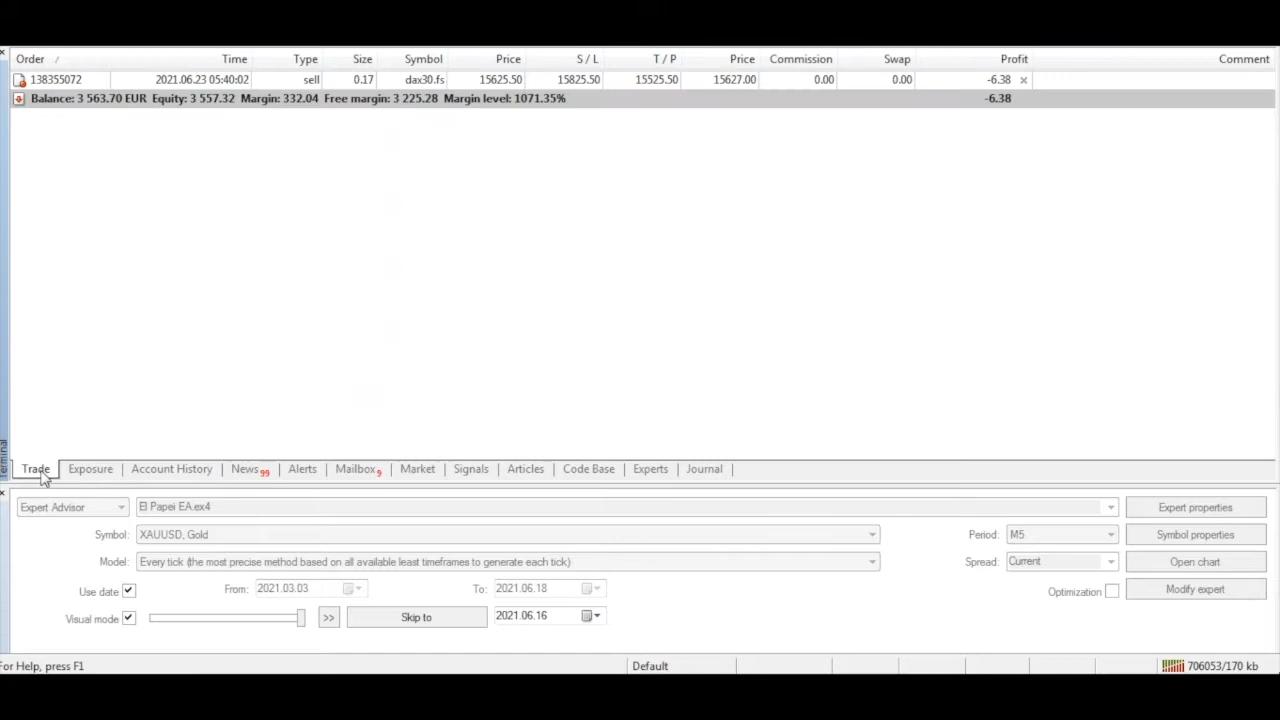 Order / Time Type Size Symbol Price S / L T / P Price Commission Swap Profit Comment
138355072 2021.06.23 05:40:02 sell 0.17 dax30.fs 15625.50 15825.50 15525.50 15627.00 0.00 0.00 -6.38 ×
Balance: 3 563.70 EUR Equity: 3 557.32 Margin: 332.04 Free margin: 3 225.28 Margin level: 1071.35% -6.38
Terminal
Trade Exposure | Account History | News 99 | Alerts | Mailbox 9 | Market | Signals | Articles | Code Base | Experts | Journal |
Expert Advisor El Papei EA.ex4 Expert properties
Symbol: XAUUSD, Gold Period: M5 Symbol properties
Model: Every tick (the most precise method based on all available least timeframes to generate each tick) Spread: Current Open chart
Use date From: 2021.03.03 To: 2021.06.18 Optimization Modify expert
Visual mode >> Skip to 2021.06.16
For Help, press F1 Default 706053/170 kb